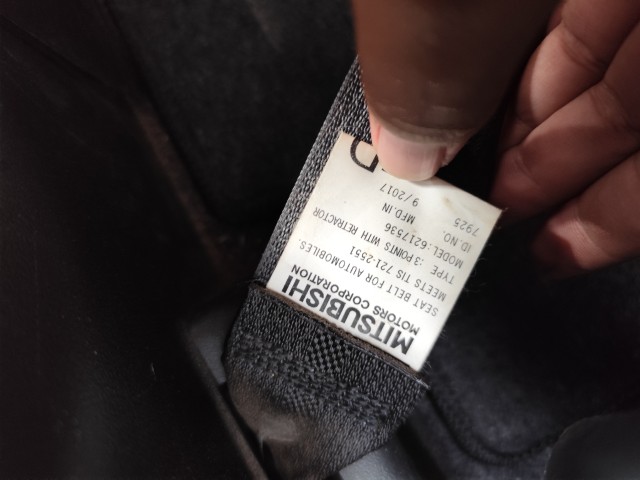 MITSUBISHI
MOTORS CORPORATION
SEAT BELT FOR AUTOMOBILES.
MEETS TIS 721-2551
TYPE :3 POINTS WITH RETRACTOR
MODEL:6217536
ID.NO.
7925
MFD.IN
9/2017